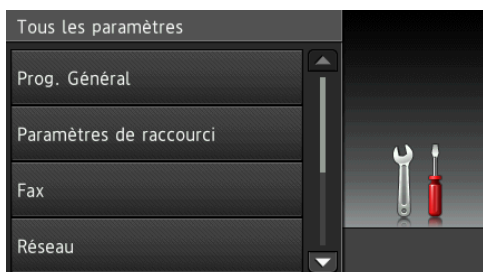 Tous les paramètres
Prog. Général
Paramètres de raccourci
Fax
Réseau